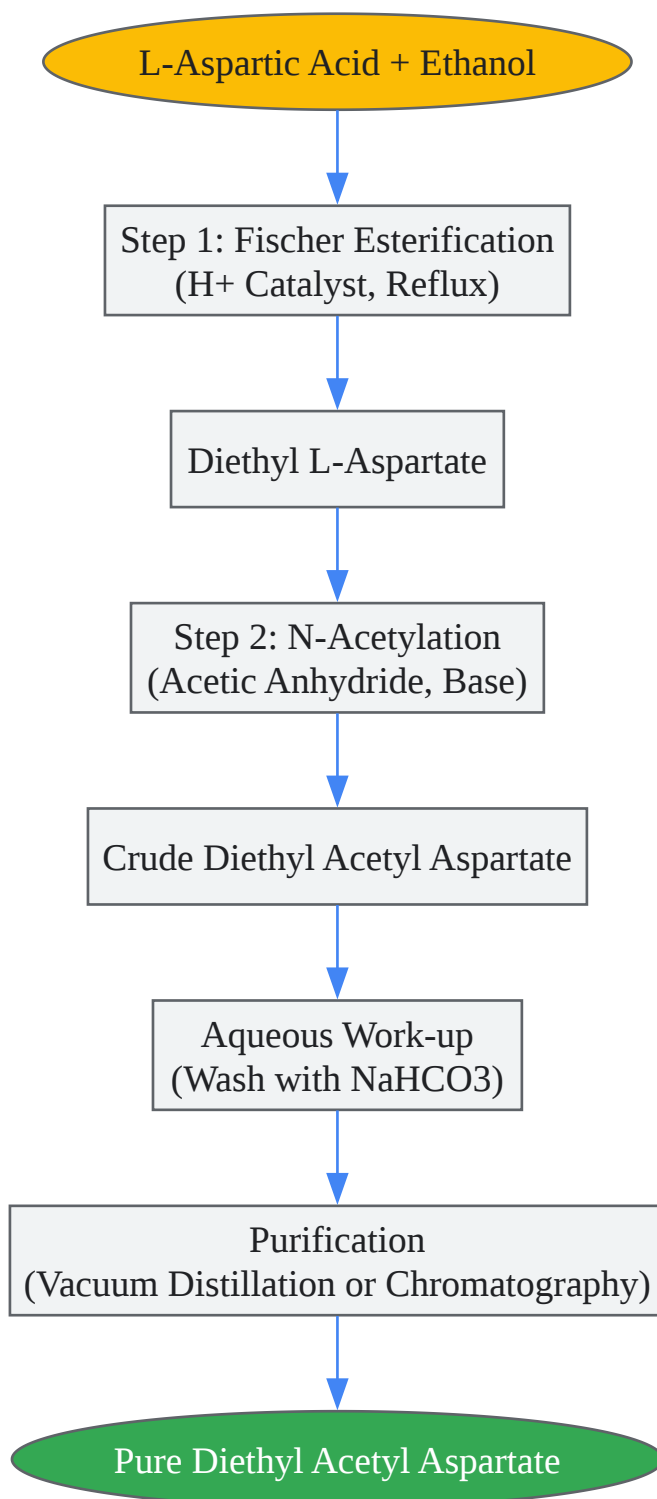 L-Aspartic Acid + Ethanol
Step 1: Fischer Esterification
(H+ Catalyst, Reflux)
Diethyl L-Aspartate
Step 2: N-Acetylation
(Acetic Anhydride, Base)
Crude Diethyl Acetyl Aspartate
Aqueous Work-up
(Wash with NaHCO3)
Purification
(Vacuum Distillation or Chromatography)
Pure Diethyl Acetyl Aspartate